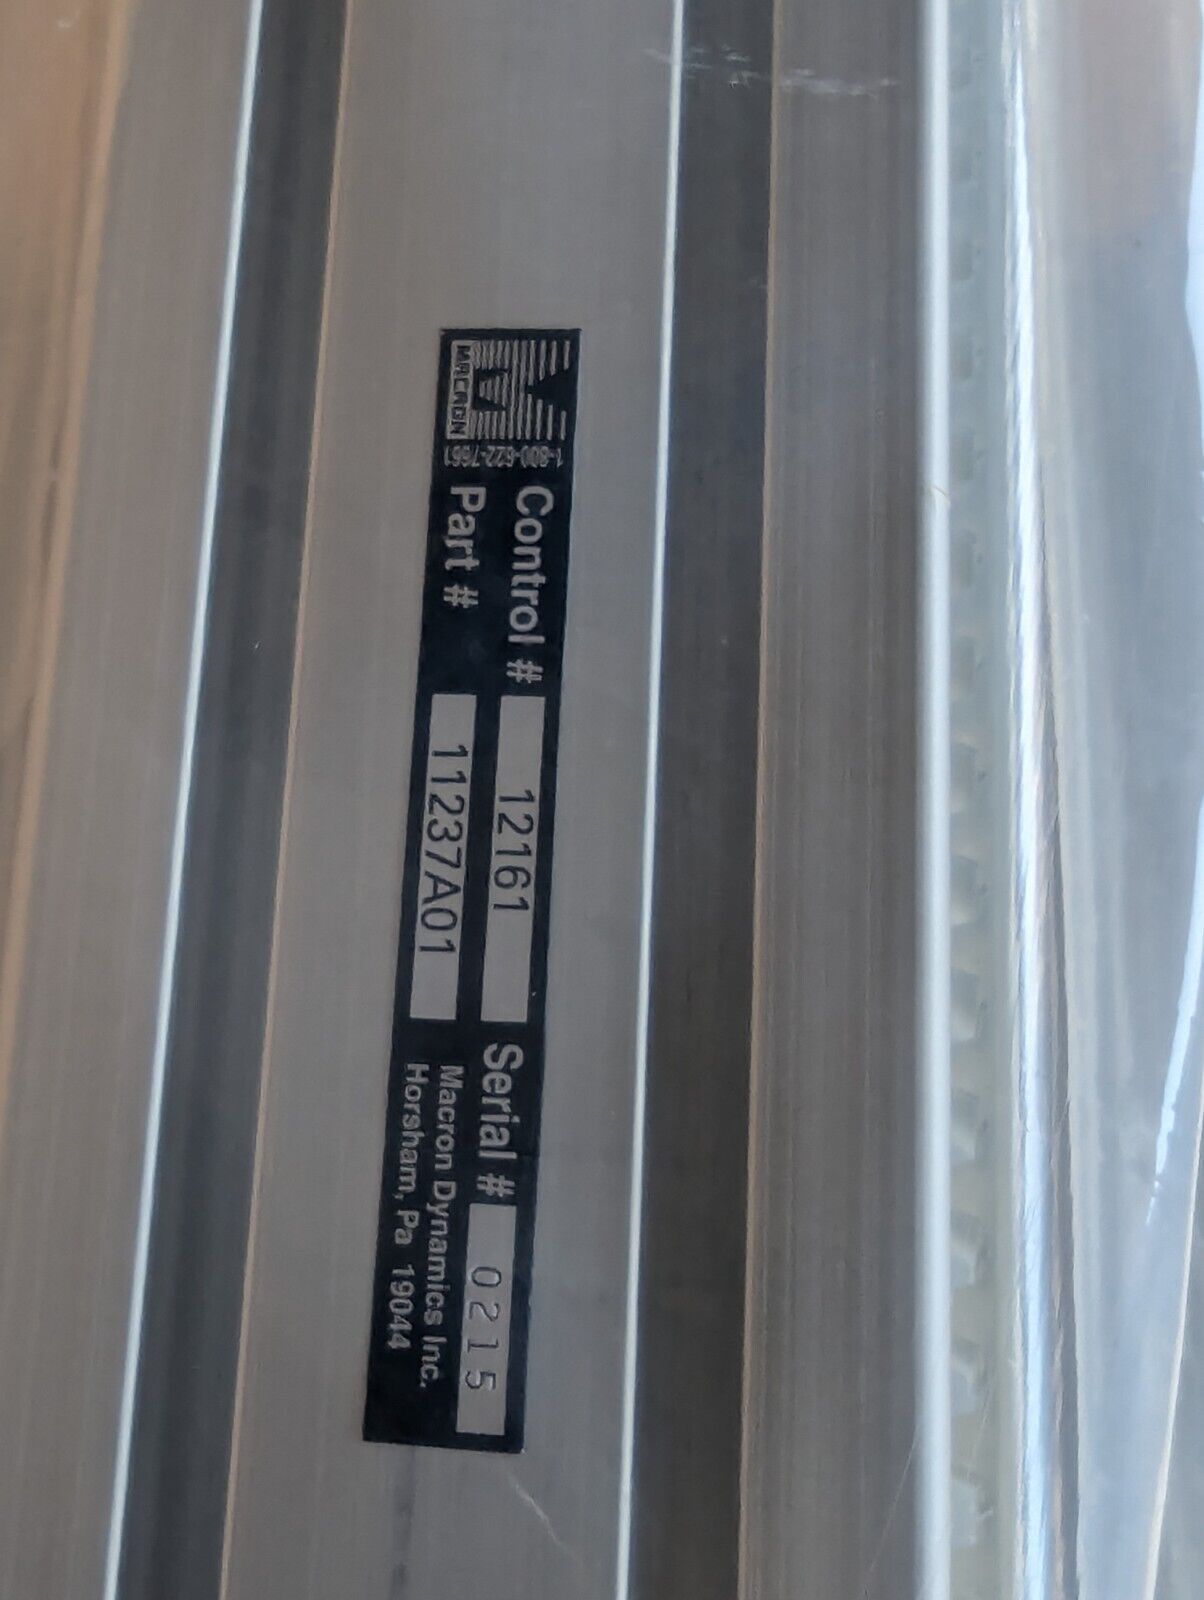 MACRON
1-800-622-7661
Control # 12161 Serial # 0215
Part # 11237A01 Macron Dynamics Inc.
Horsham, Pa 19044